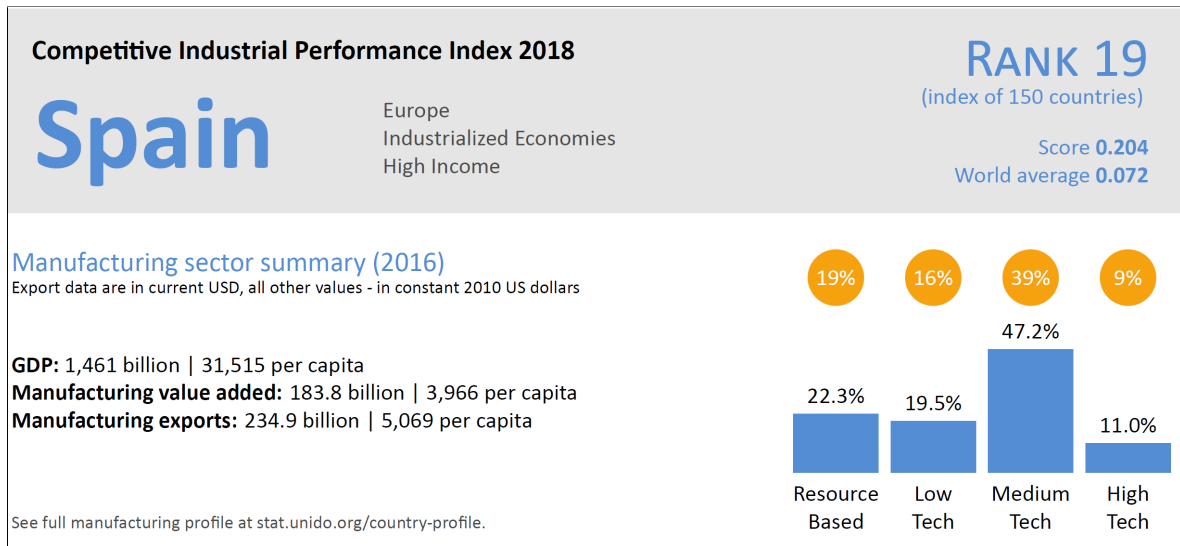 Competitive Industrial Performance Index 2018
Spain
Europe
Industrialized Economies
High Income
RANK 19
(index of 150 countries)
Score 0.204
World average 0.072
Manufacturing sector summary (2016)
Export data are in current USD, all other values - in constant 2010 US dollars
GDP: 1,461 billion | 31,515 per capita
Manufacturing value added: 183.8 billion | 3,966 per capita
Manufacturing exports: 234.9 billion | 5,069 per capita
See full manufacturing profile at stat.unido.org/country-profile.
19% 16% 39% 9%
22.3% 19.5% 47.2% 11.0%
Resource Low Medium High
Based Tech Tech Tech